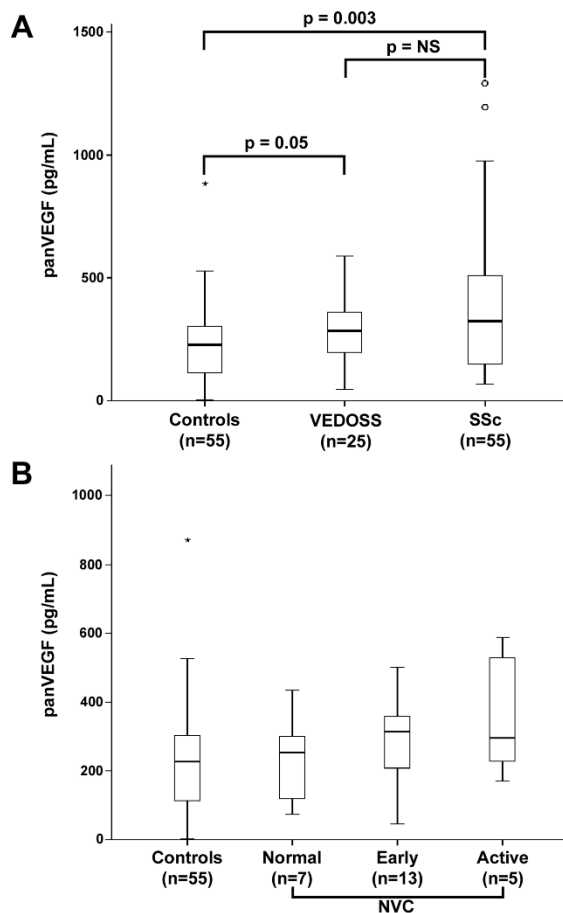 A
p = 0.003
p = NS
p = 0.05
panVEGF (pg/mL)
1500
1000
500
0
*
Controls VEDOSS SSc
(n=55) (n=25) (n=55)
B
panVEGF (pg/mL)
1000
800
600
400
200
0
*
Controls Normal Early Active
(n=55) (n=7) (n=13) (n=5)
NVC